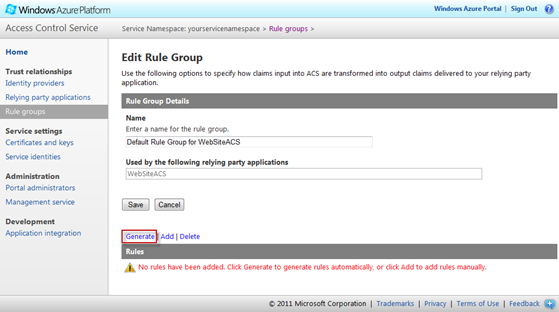 Windows Azure Platform
Windows Azure Portal | Sign Out ?
Access Control Service
Service Namespace: yourservicenamespace > Rule groups >
Home
Trust relationships
Identity providers
Relying party applications
Rule groups
Service settings
Certificates and keys
Service identities
Administration
Portal administrators
Management service
Development
Application integration
Edit Rule Group
Use the following options to specify how claims input into ACS are transformed into output claims delivered to your relying party
application.
Rule Group Details
Name
Enter a name for the rule group.
Default Rule Group for WebSiteACS
Used by the following relying party applications
WebSiteACS
Save Cancel
Generate | Add | Delete
Rules
No rules have been added. Click Generate to generate rules automatically, or click Add to add rules manually.
© 2011 Microsoft Corporation | Trademarks | Privacy | Terms of Use | Feedback